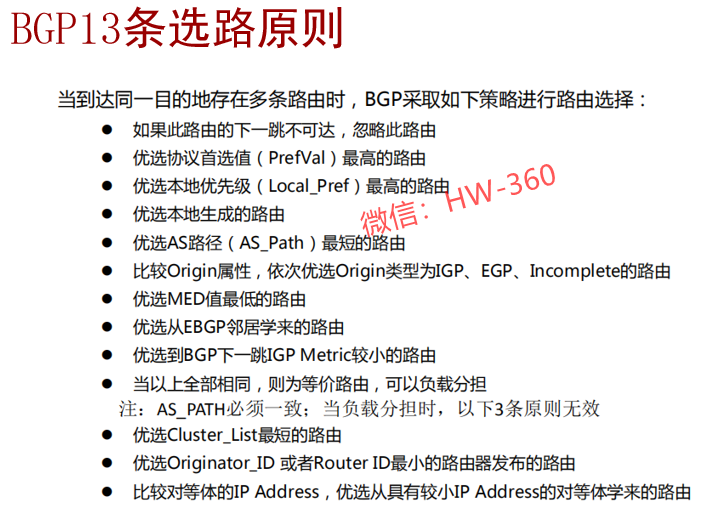 BGP13条选路原则
当到达同一目的地存在多条路由时，BGP采取如下策略进行路由选择：
● 如果此路由的下一跳不可达，忽略此路由
● 优选协议首选值（PrefVal）最高的路由
● 优选本地优先级（Local_Pref）最高的路由
● 优选本地生成的路由
微信：HW-360
● 优选AS路径（AS_Path）最短的路由
● 比较Origin属性，依次优选Origin类型为IGP、EGP、Incomplete的路由
● 优选MED值最低的路由
● 优选从EBGP邻居学来的路由
● 优选到BGP下一跳IGP Metric较小的路由
● 当以上全部相同，则为等价路由，可以负载分担
注：AS_PATH必须一致；当负载分担时，以下3条原则无效
● 优选Cluster_List最短的路由
● 优选Originator_ID 或者Router ID最小的路由器发布的路由
● 比较对等体的IP Address，优选从具有较小IP Address的对等体学来的路由